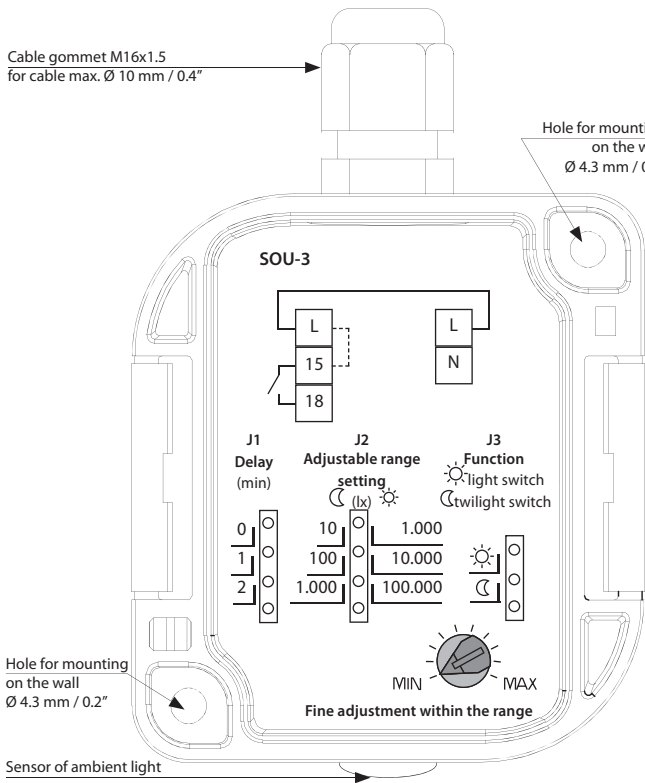 Cable gommet M16x1.5
for cable max. Ø 10 mm / 0.4"
Hole for
on the
Ø 4.3 mm /
SOU-3
L
15
18
L
N
J1
Delay
(min)
0
1
2
J2
Adjustable range
setting
(lx)
10 1.000
100 10.000
1.000 100.000
J3
Function
light switch
twilight switch
MIN MAX
Fine adjustment within the range
Hole for mounting
on the wall
Ø 4.3 mm / 0.2"
Sensor of ambient light